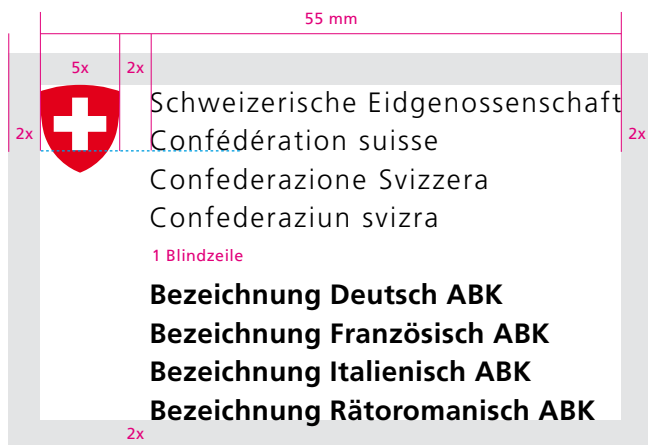 55 mm
5x 2x
2x
Schweizerische Eidgenossenschaft
Confédération suisse
Confederazione Svizzera
Confederaziun svizra
2x
1 Blindzeile
Bezeichnung Deutsch ABK
Bezeichnung Französisch ABK
Bezeichnung Italienisch ABK
Bezeichnung Rätoromanisch ABK
2x